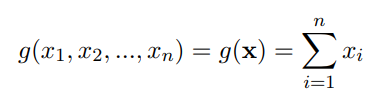 g(x₁, x₂, ..., xₙ) = g(𝐱) = ∑ᵢ₌₁ⁿ xᵢ